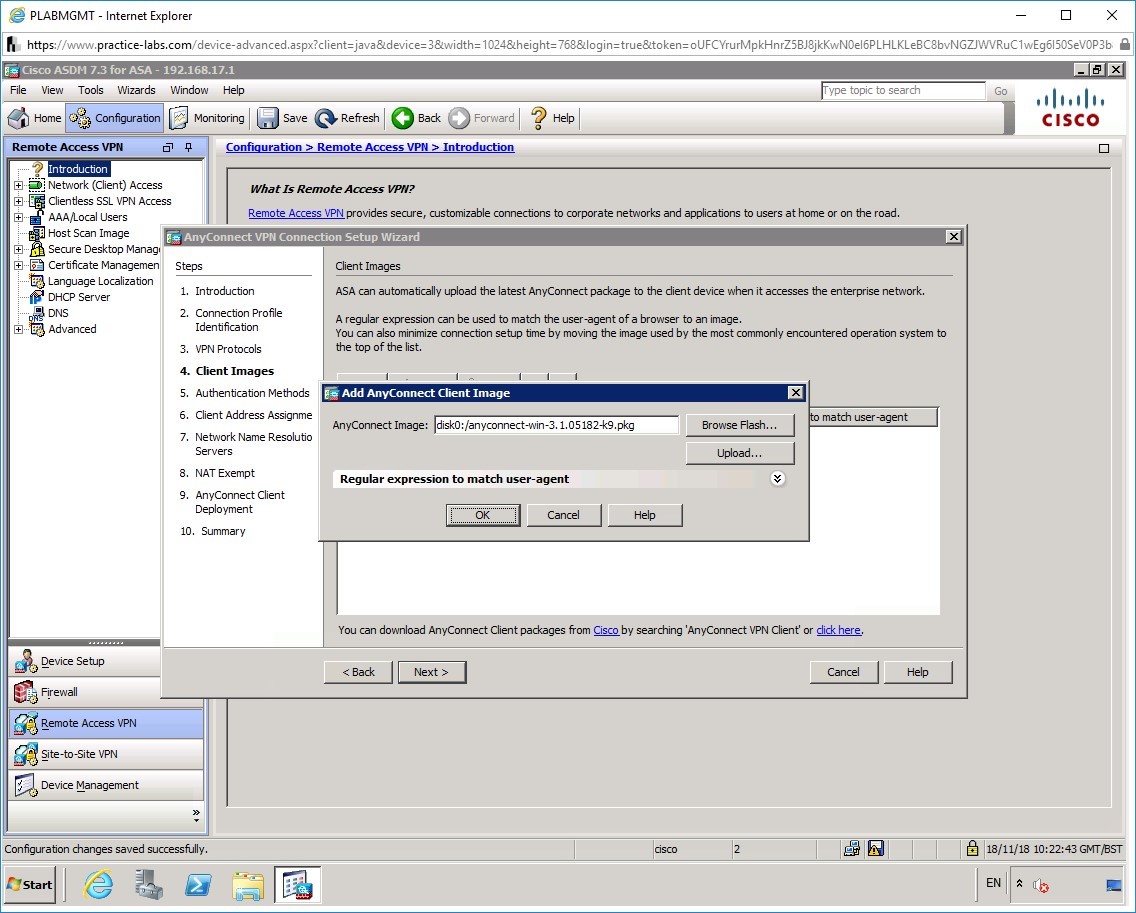 PLABMGMT - Internet Explorer
https://www.practice-labs.com/device-advanced.aspx?client=java&device=3&width=1024&height=768&login=true&token=oUFCYrurMpkHnrZ5BJ8jkKwN0eI6PLHLKLeBC8bvNGZJWVRuC1wEg6l50SeV0P3b
Cisco ASDM 7.3 for ASA - 192.168.17.1
File View Tools Wizards Window Help
Type topic to search Go
Home Configuration Monitoring Save Refresh Back Forward Help
CISCO
Remote Access VPN
Configuration > Remote Access VPN > Introduction
Introduction
Network (Client) Access
Clientless SSL VPN Access
AAA/Local Users
Host Scan Image
Secure Desktop Manag
Certificate Managemen
Language Localization
DHCP Server
DNS
Advanced
What Is Remote Access VPN?
Remote Access VPN provides secure, customizable connections to corporate networks and applications to users at home or on the road.
AnyConnect VPN Connection Setup Wizard
Steps
1. Introduction
2. Connection Profile
Identification
3. VPN Protocols
4. Client Images
5. Authentication Methods
6. Client Address Assignme
7. Network Name Resolutio
Servers
8. NAT Exempt
9. AnyConnect Client
Deployment
10. Summary
Client Images
ASA can automatically upload the latest AnyConnect package to the client device when it accesses the enterprise network.
A regular expression can be used to match the user-agent of a browser to an image.
You can also minimize connection setup time by moving the image used by the most commonly encountered operation system to
the top of the list.
to match user-agent
Add AnyConnect Client Image
AnyConnect Image: disk0:/anyconnect-win-3.1.05182-k9.pkg Browse Flash...
Upload...
Regular expression to match user-agent
OK Cancel Help
You can download AnyConnect Client packages from Cisco by searching 'AnyConnect VPN Client' or click here.
< Back Next > Cancel Help
Device Setup
Firewall
Remote Access VPN
Site-to-Site VPN
Device Management
Configuration changes saved successfully. cisco 2 18/11/18 10:22:43 GMT/BST
Start EN